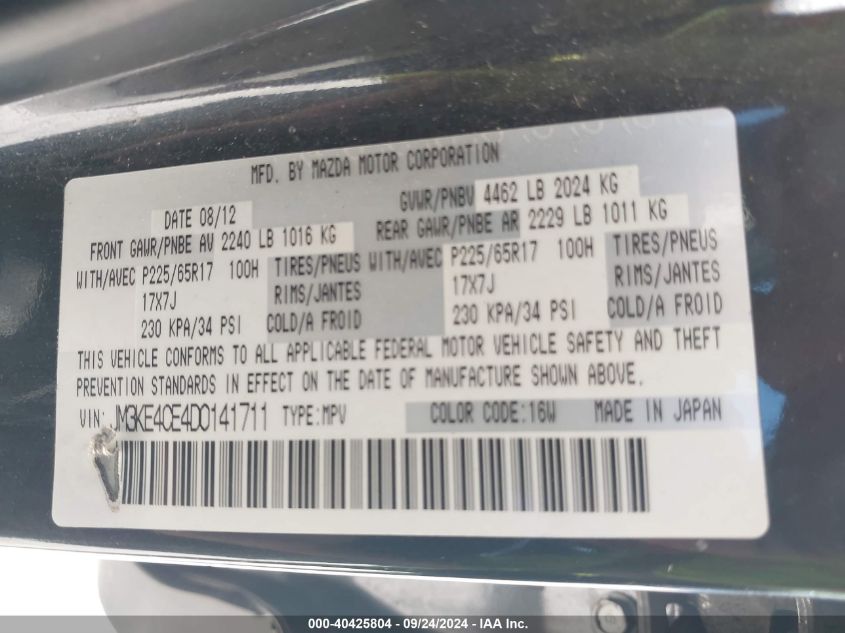 MFD. BY MAZDA MOTOR CORPORATION
DATE 08/12 GVWR/PNBV 4462 LB 2024 KG
FRONT GAWR/PNBE AV 2240 LB 1016 KG REAR GAWR/PNBE AR 2229 LB 1011 KG
WITH/AVEC P225/65R17 100H TIRES/PNEUS WITH/AVEC P225/65R17 100H TIRES/PNEUS
17X7J RIMS/JANTES 17X7J RIMS/JANTES
230 KPA/34 PSI COLD/A FROID 230 KPA/34 PSI COLD/A FROID
THIS VEHICLE CONFORMS TO ALL APPLICABLE FEDERAL MOTOR VEHICLE SAFETY AND THEFT
PREVENTION STANDARDS IN EFFECT ON THE DATE OF MANUFACTURE SHOWN ABOVE.
VIN: JM3KE4CE4D0141711 TYPE:MPV COLOR CODE:16W MADE IN JAPAN
000-40425804 - 09/24/2024 - IAA Inc.